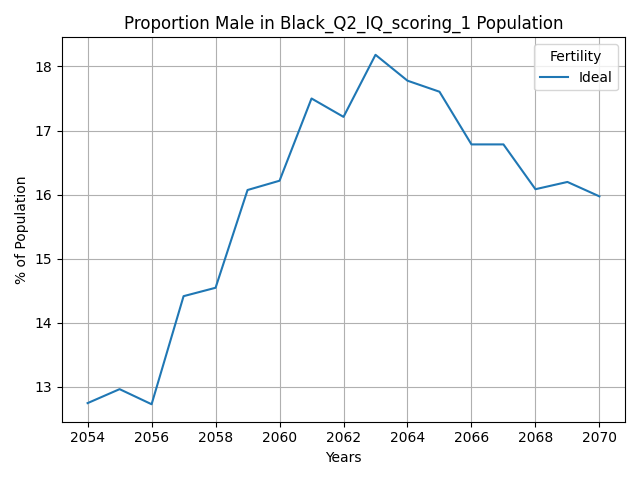 Proportion Male in Black_Q2_IQ_scoring_1 Population
Fertility
Ideal
% of Population
18
17
16
15
14
13
2054 2056 2058 2060 2062 2064 2066 2068 2070
Years